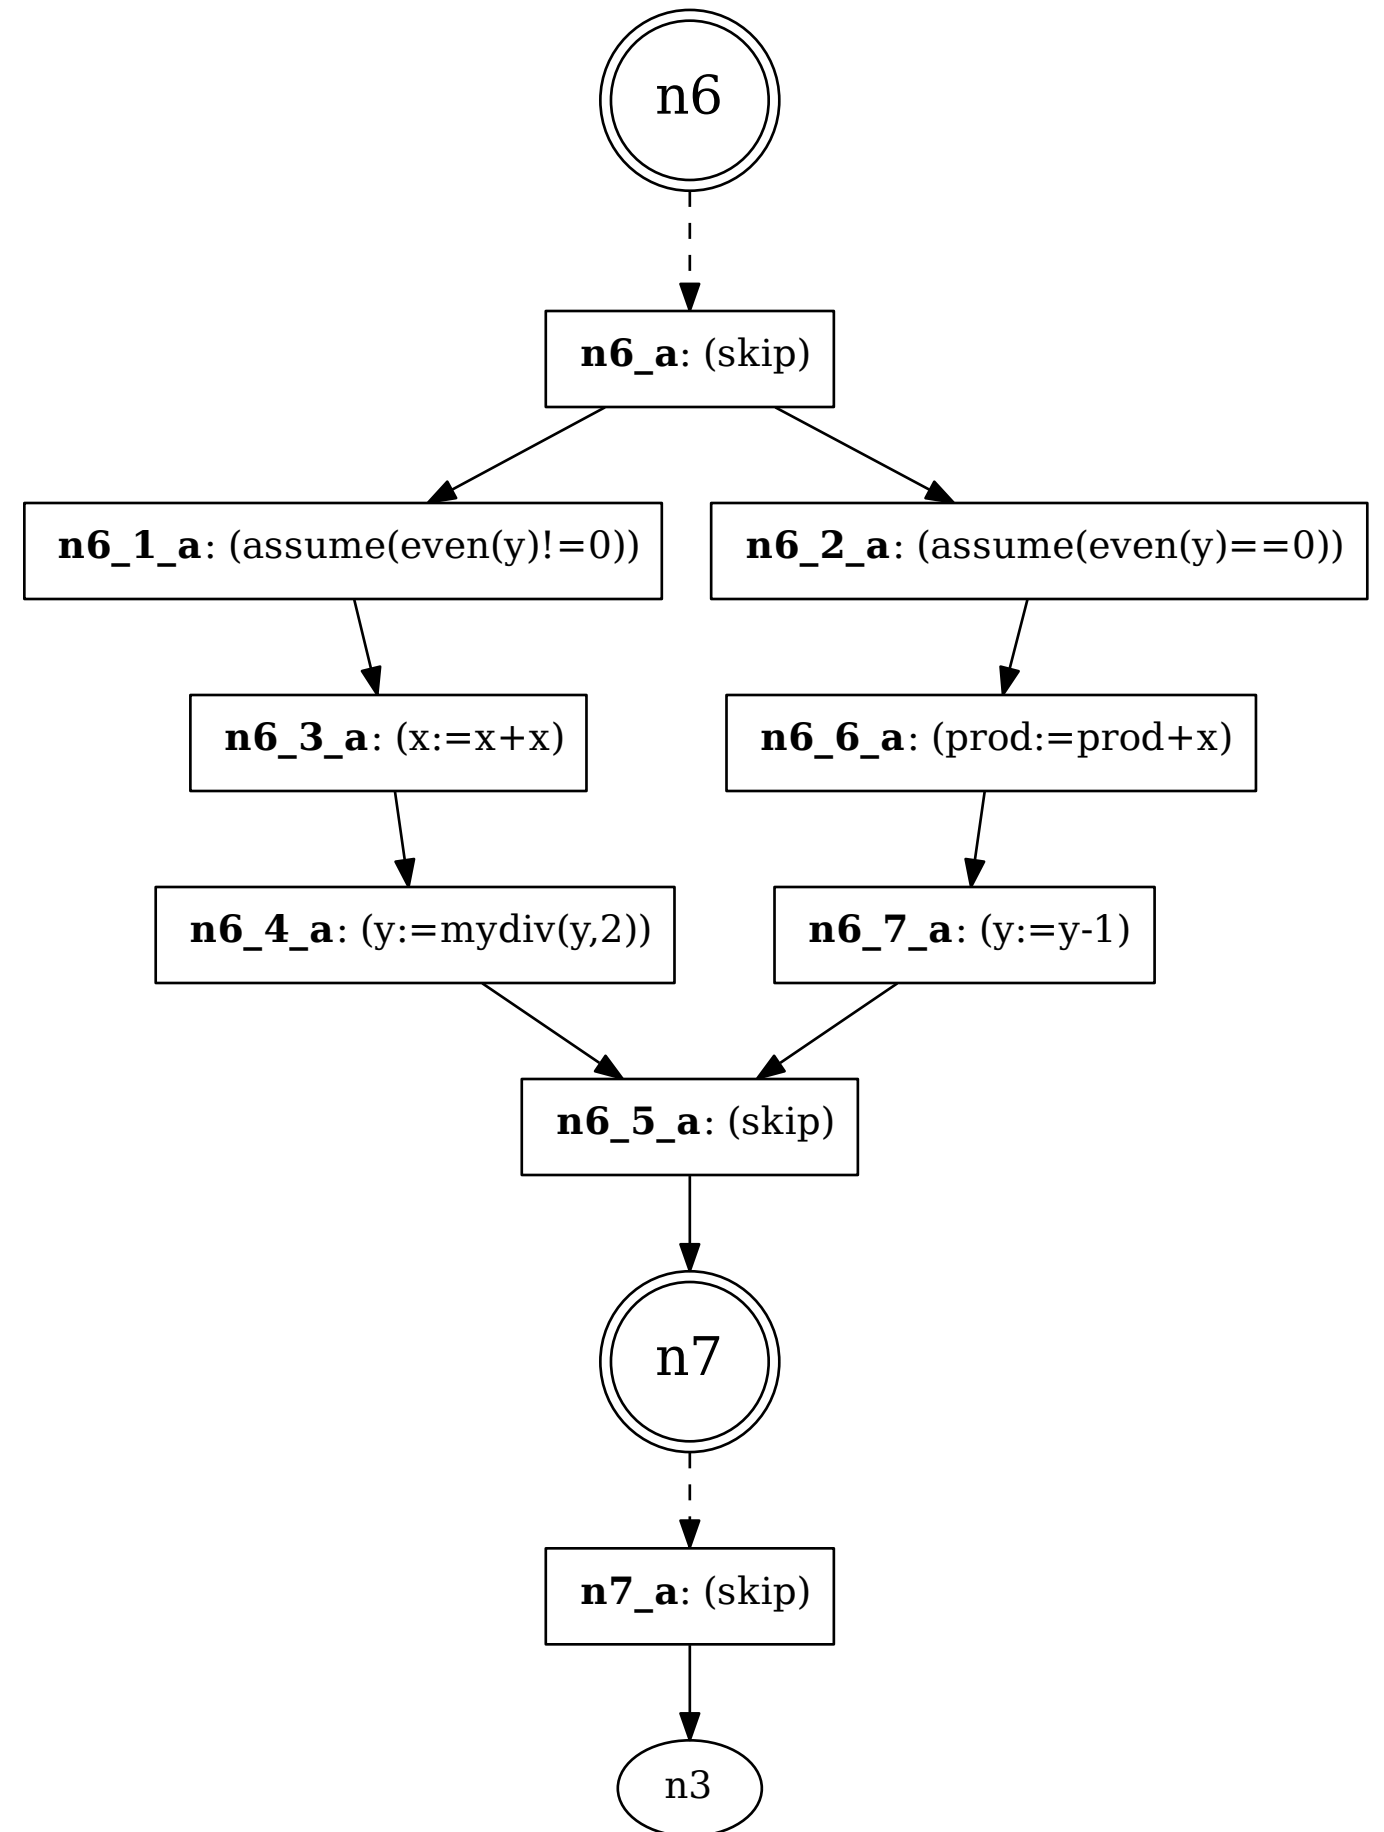 n6
n6_a: (skip)
n6_1_a: (assume(even(y)!=0))
n6_2_a: (assume(even(y)==0))
n6_3_a: (x:=x+x)
n6_6_a: (prod:=prod+x)
n6_4_a: (y:=mydiv(y,2))
n6_7_a: (y:=y-1)
n6_5_a: (skip)
n7
n7_a: (skip)
n3